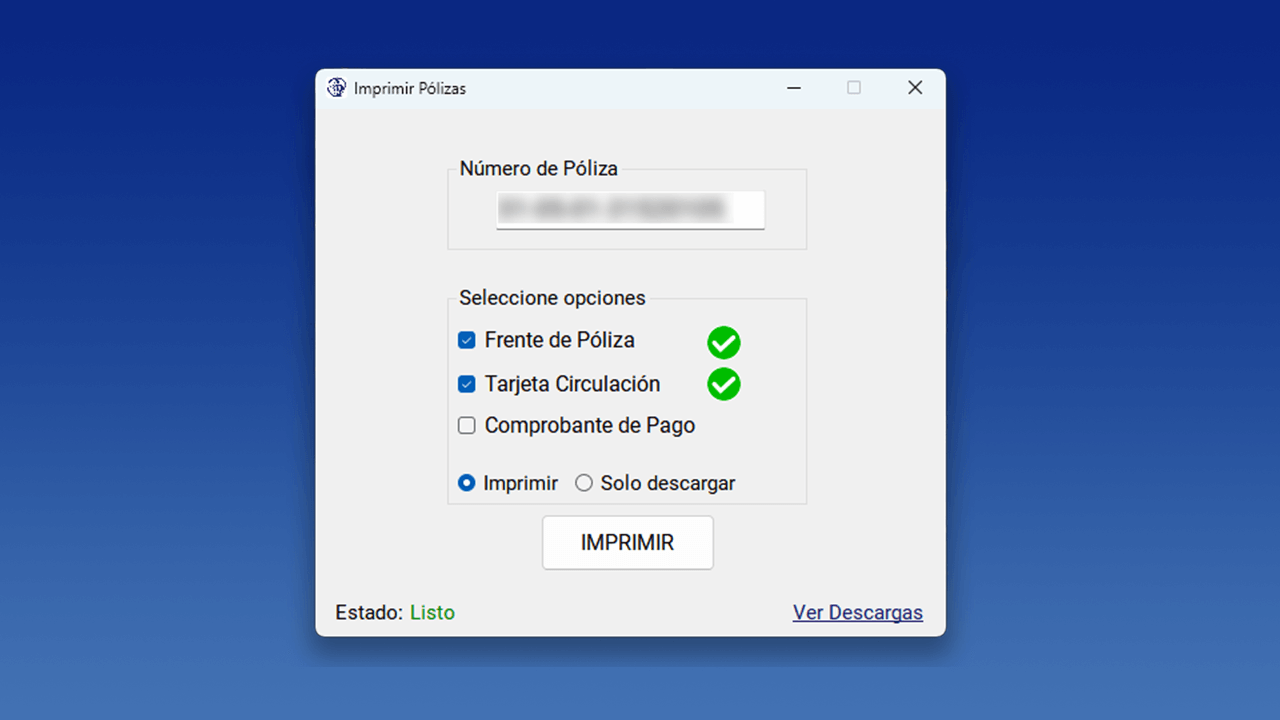 Imprimir Pólizas
Número de Póliza
Seleccione opciones
Frente de Póliza
Tarjeta Circulación
Comprobante de Pago
Imprimir Solo descargar
IMPRIMIR
Estado: Listo Ver Descargas